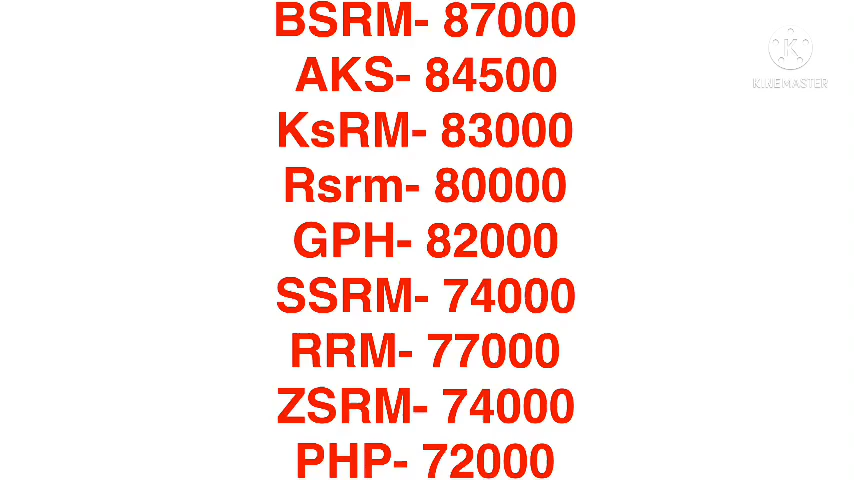 BSRM- 87000
AKS- 84500
KsRM- 83000
Rsrm- 80000
GPH- 82000
SSRM- 74000
RRM- 77000
ZSRM- 74000
PHP- 72000
K
KINEMASTER